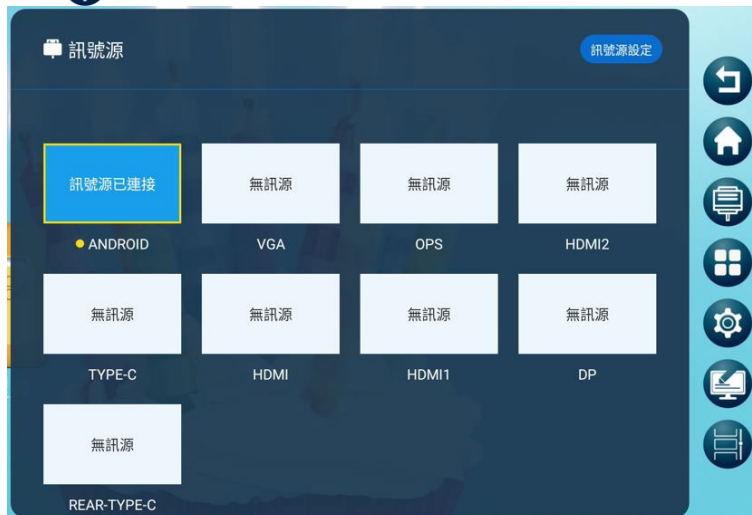 訊號源
訊號源設定
訊號源已連接
無訊源
無訊源
無訊源
ANDROID
VGA
OPS
HDMI2
無訊源
無訊源
無訊源
無訊源
TYPE-C
HDMI
HDMI1
DP
無訊源
REAR-TYPE-C